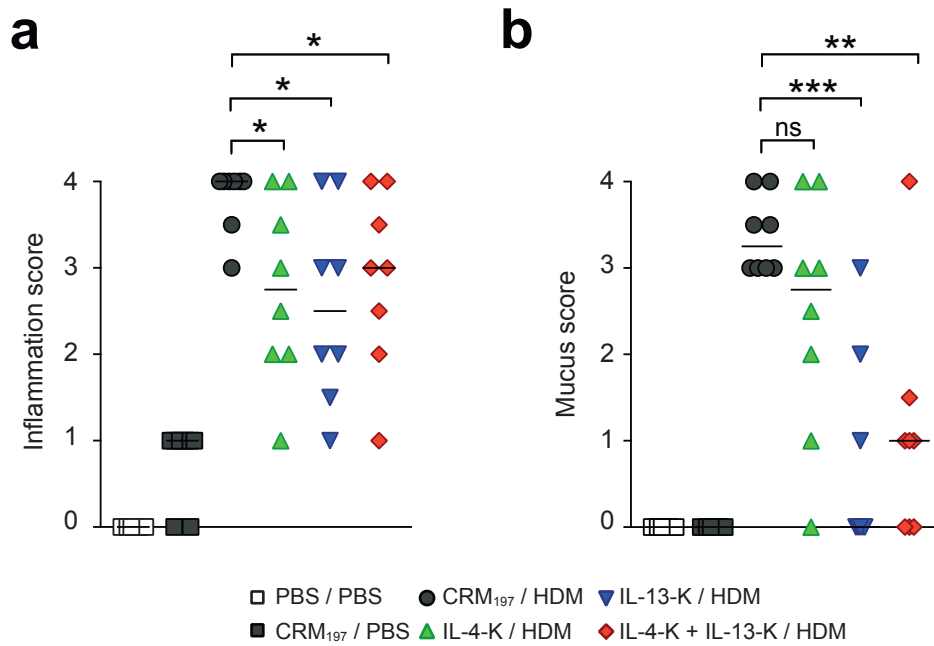 a
b
*
**
*
***
*
ns
Inflammation score
4
3
2
1
0
Mucus score
4
3
2
1
0
PBS / PBS
CRM₁₉₇ / HDM
IL-13-K / HDM
CRM₁₉₇ / PBS
IL-4-K / HDM
IL-4-K + IL-13-K / HDM